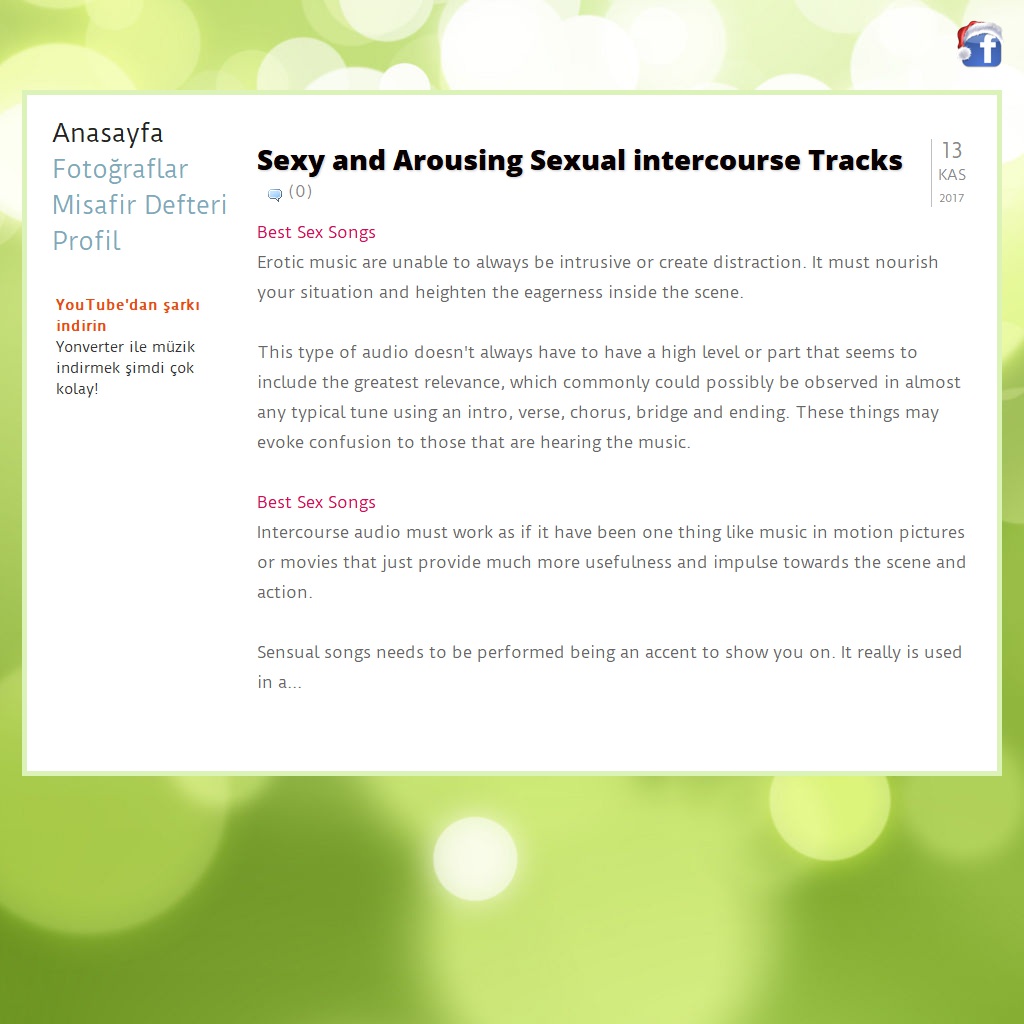 Anasayfa
Fotoğraflar
Misafir Defteri
Profil
YouTube'dan şarkı
indirin
Yonverter ile müzik
indirmek şimdi çok
kolay!
Sexy and Arousing Sexual intercourse Tracks
(0)
13
KAS
2017
Best Sex Songs
Erotic music are unable to always be intrusive or create distraction. It must nourish
your situation and heighten the eagerness inside the scene.
This type of audio doesn't always have to have a high level or part that seems to
include the greatest relevance, which commonly could possibly be observed in almost
any typical tune using an intro, verse, chorus, bridge and ending. These things may
evoke confusion to those that are hearing the music.
Best Sex Songs
Intercourse audio must work as if it have been one thing like music in motion pictures
or movies that just provide much more usefulness and impulse towards the scene and
action.
Sensual songs needs to be performed being an accent to show you on. It really is used
in a...